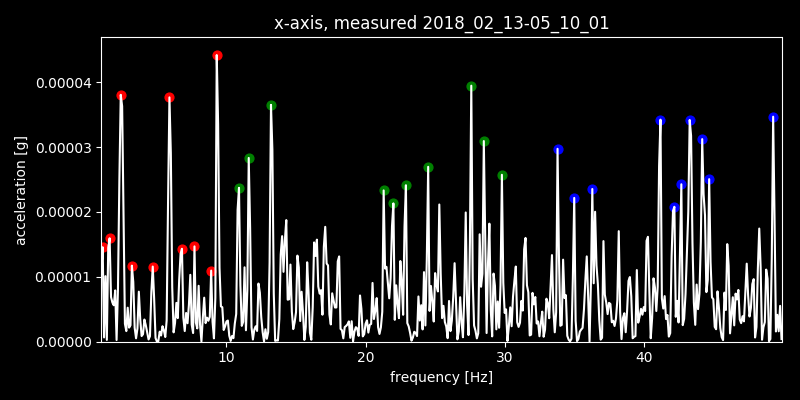 x-axis, measured 2018_02_13-05_10_01
0.00004
0.00003
0.00002
0.00001
0.00000
acceleration [g]
10 20 30 40
frequency [Hz]